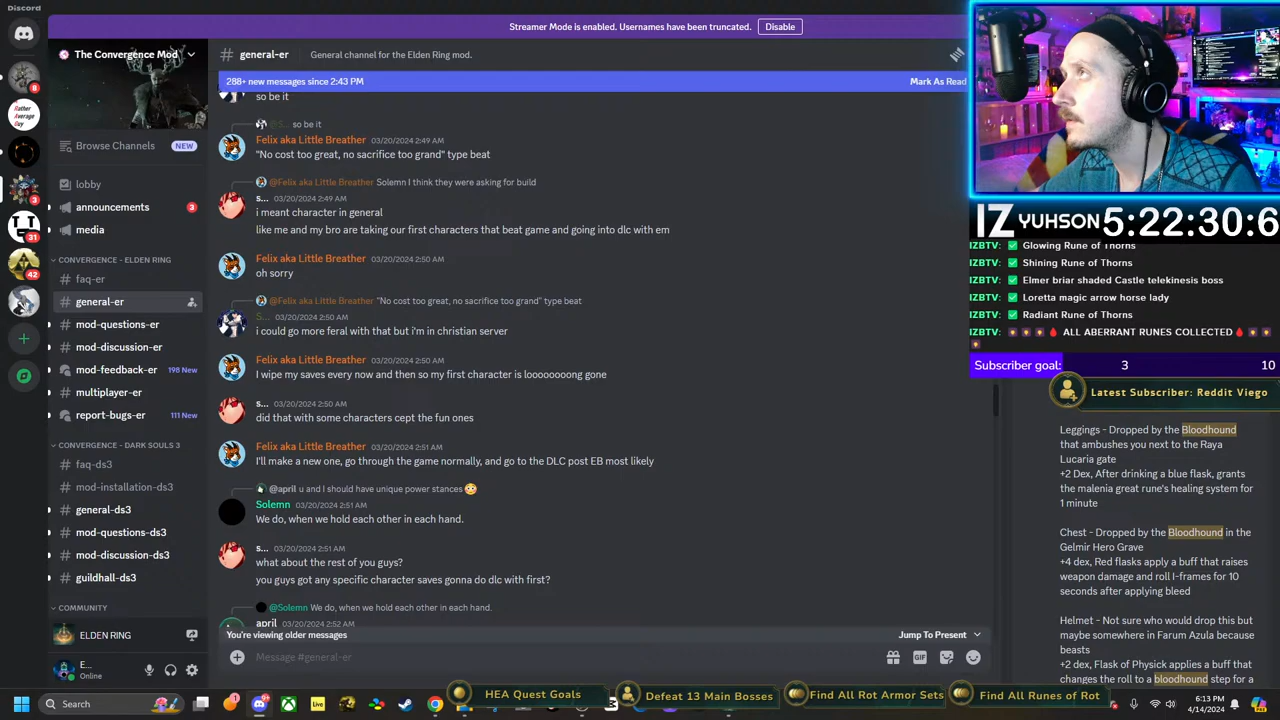 Discord
Streamer Mode is enabled. Usernames have been truncated.
Disable
The Convergence Mod
general-er
General channel for the Elden Ring mod.
288+ new messages since 2:43 PM
Mark As Read
Browse Channels
NEW
lobby
announcements
3
media
CONVERGENCE - ELDEN RING
faq-er
general-er
mod-questions-er
mod-discussion-er
mod-feedback-er
198 New
multiplayer-er
report-bugs-er
111 New
CONVERGENCE - DARK SOULS 3
faq-ds3
mod-installation-ds3
general-ds3
mod-questions-ds3
mod-discussion-ds3
guildhall-ds3
COMMUNITY
ELDEN RING
E...
Online
8
Rather
Average
Guy
3
31
42
so be it
@S... so be it
Felix aka Little Breather 03/20/2024 2:49 AM
"No cost too great, no sacrifice too grand" type beat
@Felix aka Little Breather Solemn I think they were asking for build
s... 03/20/2024 2:49 AM
i meant character in general
like me and my bro are taking our first characters that beat game and going into dlc with em
Felix aka Little Breather 03/20/2024 2:50 AM
oh sorry
@Felix aka Little Breather "No cost too great, no sacrifice too grand" type beat
S... 03/20/2024 2:50 AM
i could go more feral with that but i'm in christian server
Felix aka Little Breather 03/20/2024 2:50 AM
I wipe my saves every now and then so my first character is looooooong gone
s... 03/20/2024 2:50 AM
did that with some characters cept the fun ones
Felix aka Little Breather 03/20/2024 2:51 AM
I'll make a new one, go through the game normally, and go to the DLC post EB most likely
@april u and I should have unique power stances 😳
Solemn 03/20/2024 2:51 AM
We do, when we hold each other in each hand.
s... 03/20/2024 2:51 AM
what about the rest of you guys?
you guys got any specific character saves gonna do dlc with first?
@Solemn We do, when we hold each other in each hand.
april 03/20/2024 2:52 AM
You're viewing older messages
Jump To Present
Message #general-er
GIF
IZ YUHSON 5:22:30:6
IZBTV: ✅ Glowing Rune of Thorns
IZBTV: ✅ Shining Rune of Thorns
IZBTV: ✅ Elmer briar shaded Castle telekinesis boss
IZBTV: ✅ Loretta magic arrow horse lady
IZBTV: ✅ Radiant Rune of Thorns
IZBTV: ALL ABERRANT RUNES COLLECTED
Subscriber goal: 3 10
Latest Subscriber: Reddit Viego
Leggings - Dropped by the Bloodhound
that ambushes you next to the Raya
Lucaria gate
+2 Dex, After drinking a blue flask, grants
the malenia great rune's healing system for
1 minute
Chest - Dropped by the Bloodhound in the
Gelmir Hero Grave
+4 dex, Red flasks apply a buff that raises
weapon damage and roll I-frames for 10
seconds after applying bleed
Helmet - Not sure who would drop this but
maybe somewhere in Farum Azula because
beasts
+2 dex, Flask of Physick applies a buff that
changes the roll to a bloodhound step for a
Search
Live
HEA Quest Goals
Defeat 13 Main Bosses
Find All Rot Armor Sets
Find All Runes of Rot
6:13 PM
4/14/2024